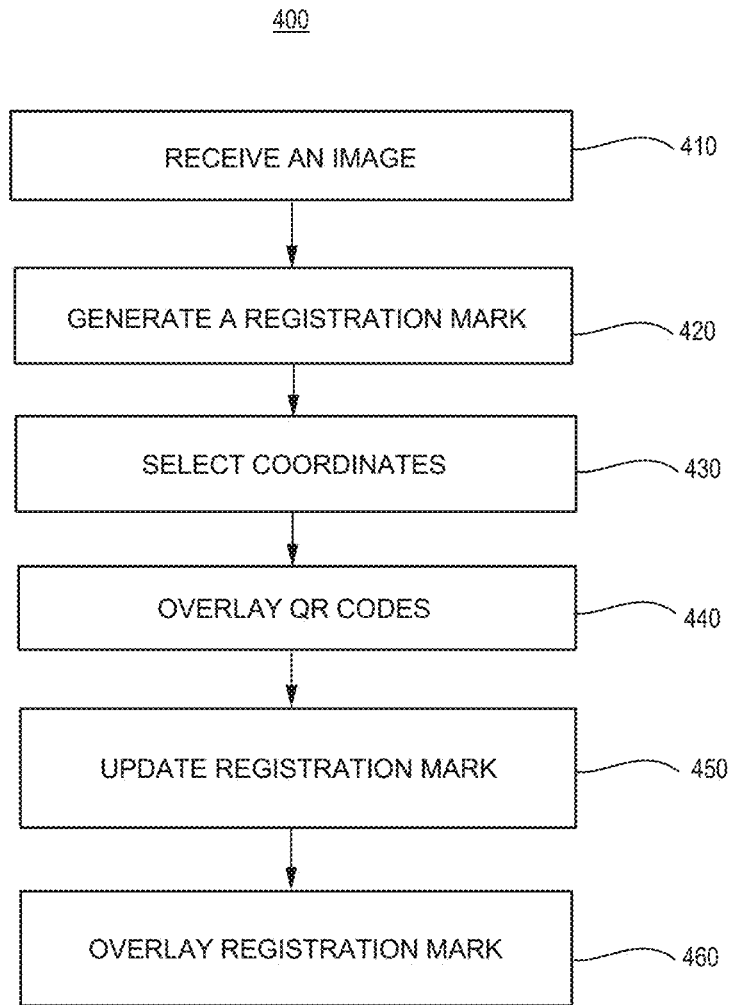 400
RECEIVE AN IMAGE
410
GENERATE A REGISTRATION MARK
420
SELECT COORDINATES
430
OVERLAY QR CODES
440
UPDATE REGISTRATION MARK
450
OVERLAY REGISTRATION MARK
460